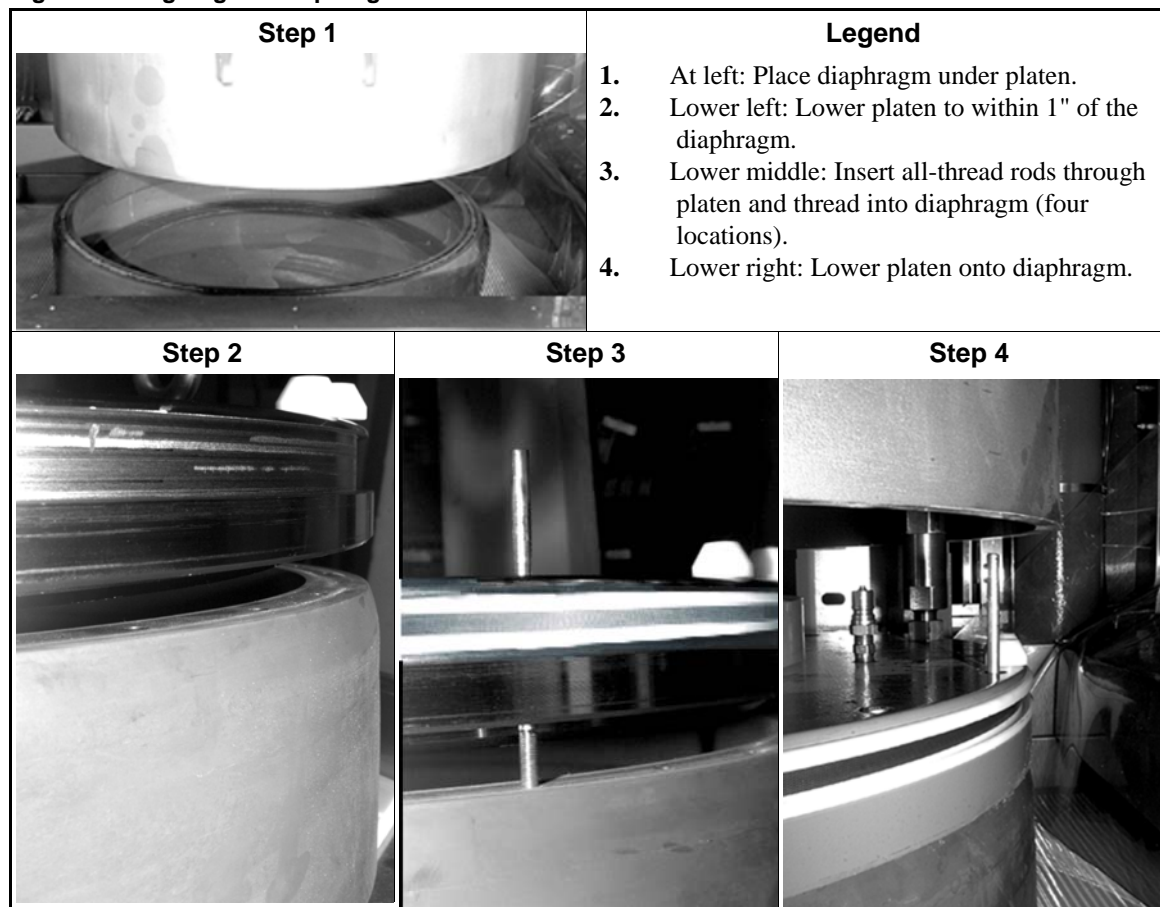 Step 1
Legend
1. At left: Place diaphragm under platen.
2. Lower left: Lower platen to within 1" of the
diaphragm.
3. Lower middle: Insert all-thread rods through
platen and thread into diaphragm (four
locations).
4. Lower right: Lower platen onto diaphragm.
Step 2
Step 3
Step 4